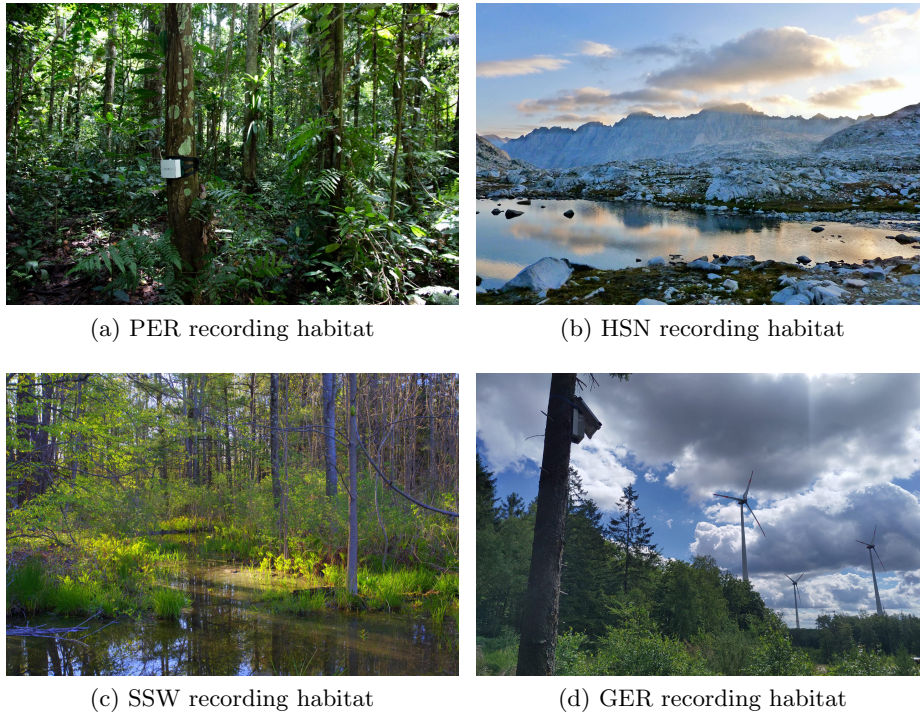 (a) PER recording habitat
(b) HSN recording habitat
(c) SSW recording habitat
(d) GER recording habitat